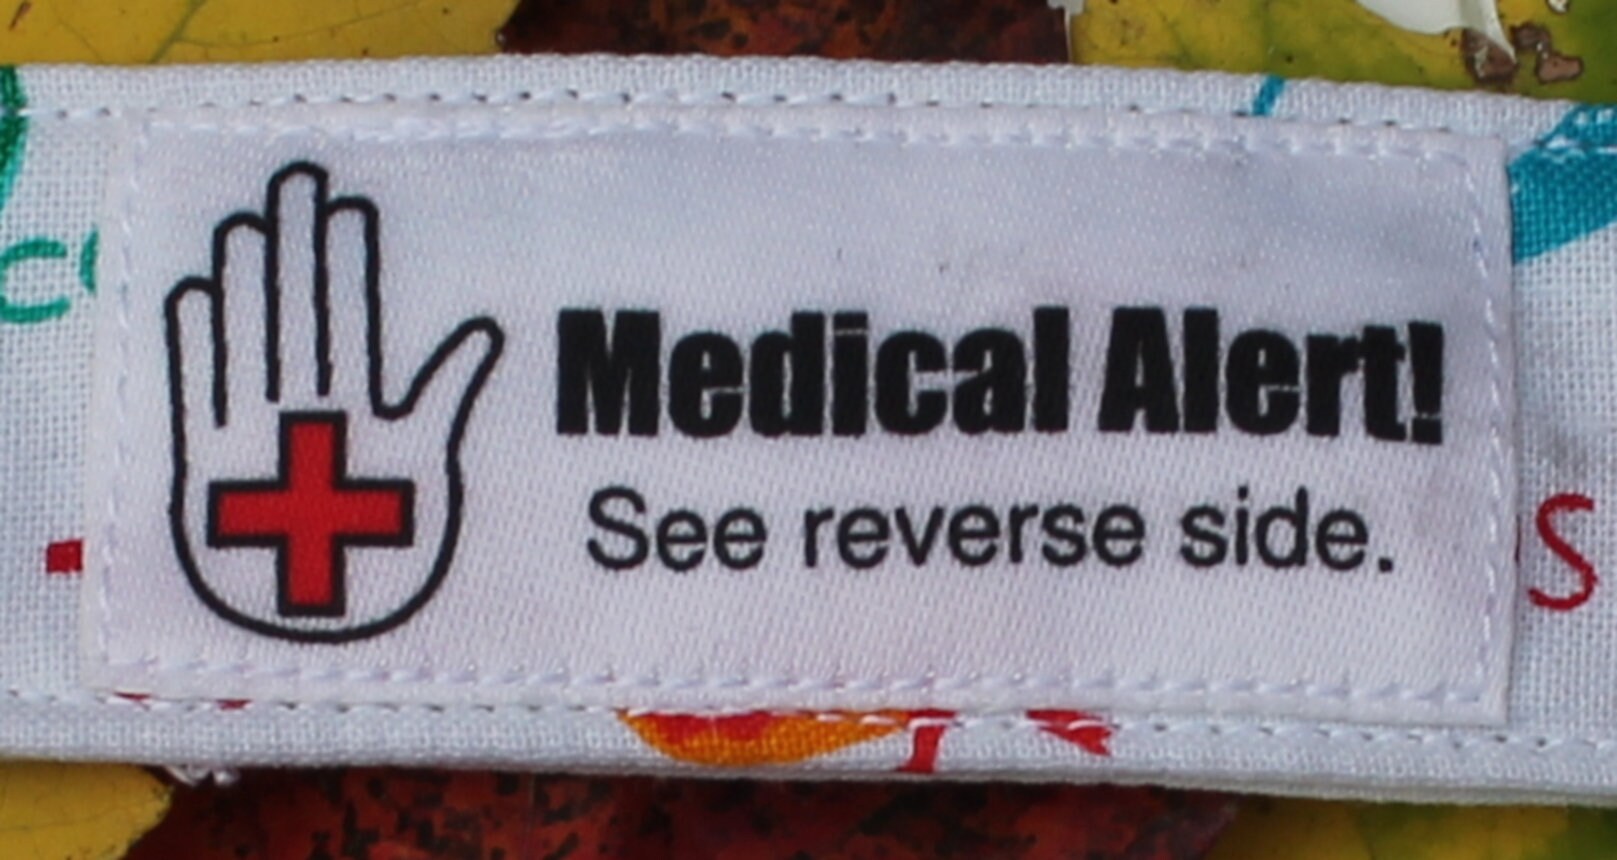 Medical Alert!
See reverse side.
S